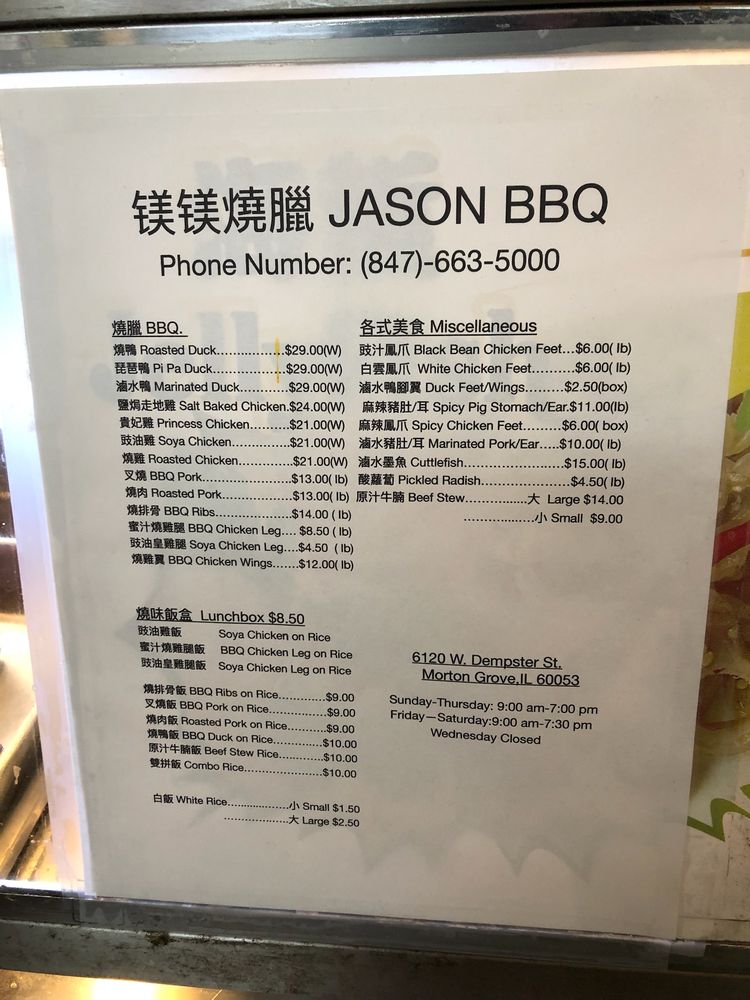 镁镁燒臘 JASON BBQ
Phone Number: (847)-663-5000
燒臘 BBQ.
燒鴨 Roasted Duck................$29.00(W)
琵琶鴨 Pi Pa Duck................$29.00(W)
滷水鴨 Marinated Duck..........$29.00(W)
鹽焗走地雞 Salt Baked Chicken.$24.00(W)
貴妃雞 Princess Chicken.........$21.00(W)
豉油雞 Soya Chicken..............$21.00(W)
燒雞 Roasted Chicken.............$21.00(W)
叉燒 BBQ Pork......................$13.00( lb)
燒肉 Roasted Pork.................$13.00( lb)
燒排骨 BBQ Ribs...................$14.00 ( lb)
蜜汁燒雞腿 BBQ Chicken Leg.... $8.50 ( lb)
豉油皇雞腿 Soya Chicken Leg....$4.50 ( lb)
燒雞翼 BBQ Chicken Wings.......$12.00( lb)
各式美食 Miscellaneous
豉汁鳳爪 Black Bean Chicken Feet...$6.00( lb)
白雲鳳爪 White Chicken Feet..........$6.00( lb)
滷水鴨腳翼 Duck Feet/Wings.........$2.50(box)
麻辣豬肚/耳 Spicy Pig Stomach/Ear.$11.00(lb)
麻辣鳳爪 Spicy Chicken Feet.........$6.00( box)
滷水豬肚/耳 Marinated Pork/Ear.....$10.00( lb)
滷水墨魚 Cuttlefish........................$15.00( lb)
酸蘿蔔 Pickled Radish.....................$4.50( lb)
原汁牛腩 Beef Stew...............大 Large $14.00
..................小 Small $9.00
燒味飯盒 Lunchbox $8.50
豉油雞飯 Soya Chicken on Rice
蜜汁燒雞腿飯 BBQ Chicken Leg on Rice
豉油皇雞腿飯 Soya Chicken Leg on Rice
燒排骨飯 BBQ Ribs on Rice.............$9.00
叉燒飯 BBQ Pork on Rice................$9.00
燒肉飯 Roasted Pork on Rice...........$9.00
燒鴨飯 BBQ Duck on Rice..............$10.00
原汁牛腩飯 Beef Stew Rice.............$10.00
雙拼飯 Combo Rice.......................$10.00
白飯 White Rice..................小 Small $1.50
...................大 Large $2.50
6120 W. Dempster St.
Morton Grove,IL 60053
Sunday-Thursday: 9:00 am-7:00 pm
Friday—Saturday:9:00 am-7:30 pm
Wednesday Closed